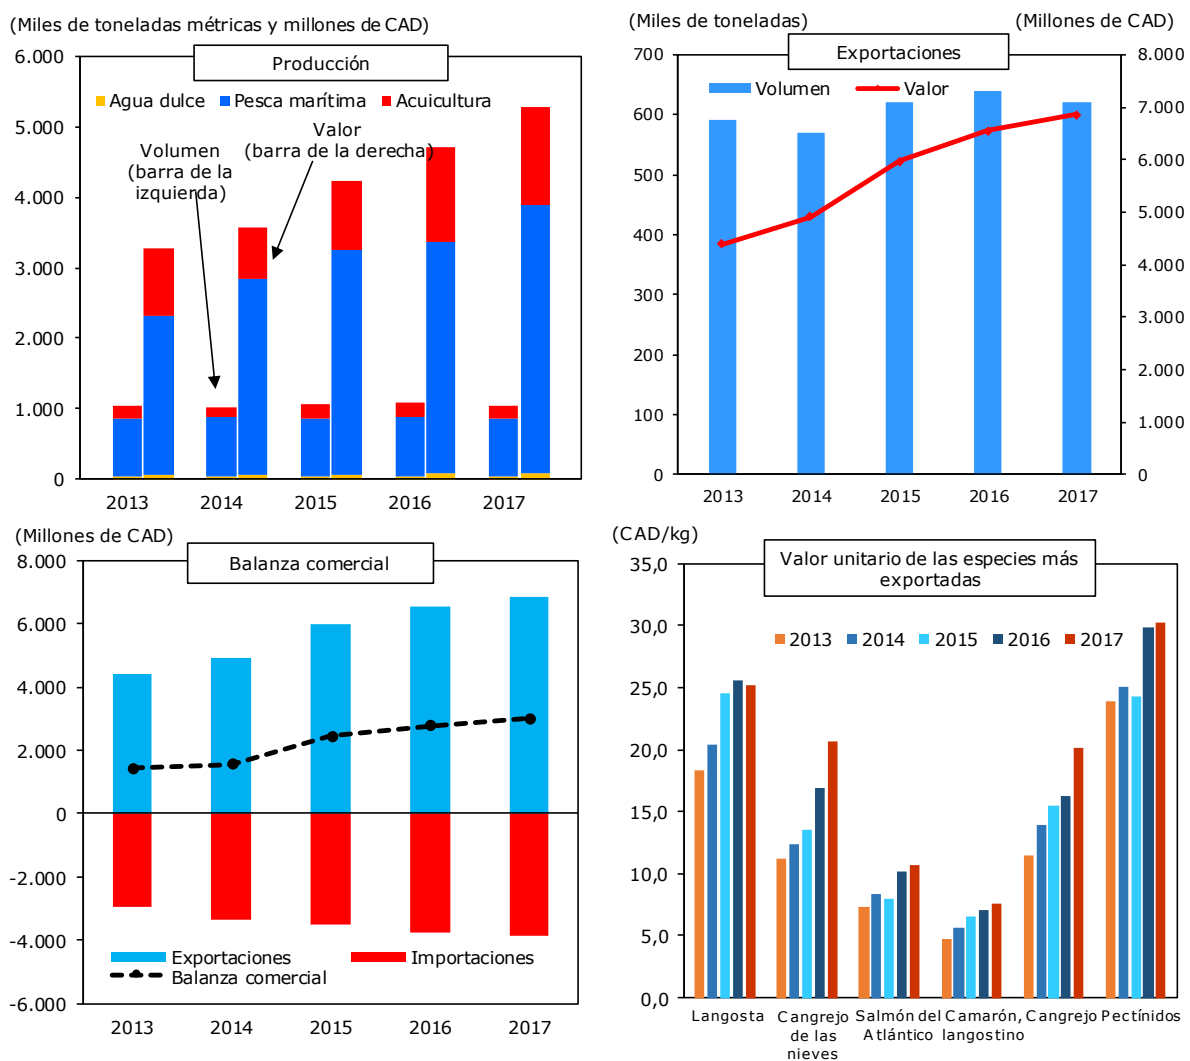 (Miles de toneladas métricas y millones de CAD)
Producción
Agua dulce
Pesca marítima
Acuicultura
Volumen
(barra de la
izquierda)
Valor
(barra de la derecha)
6.000
5.000
4.000
3.000
2.000
1.000
0
2013
2014
2015
2016
2017
(Miles de toneladas)
(Millones de CAD)
Exportaciones
Volumen
Valor
700
600
500
400
300
200
100
0
8.000
7.000
6.000
5.000
4.000
3.000
2.000
1.000
0
2013
2014
2015
2016
2017
(Millones de CAD)
Balanza comercial
8.000
6.000
4.000
2.000
0
-2.000
-4.000
-6.000
Exportaciones
Importaciones
Balanza comercial
2013
2014
2015
2016
2017
(CAD/kg)
Valor unitario de las especies más
exportadas
2013
2014
2015
2016
2017
35,0
30,0
25,0
20,0
15,0
10,0
5,0
0,0
Langosta
Cangrejo
de las
nieves
Salmón del
Atlántico
Camarón,
langostino
Cangrejo
Pectínidos